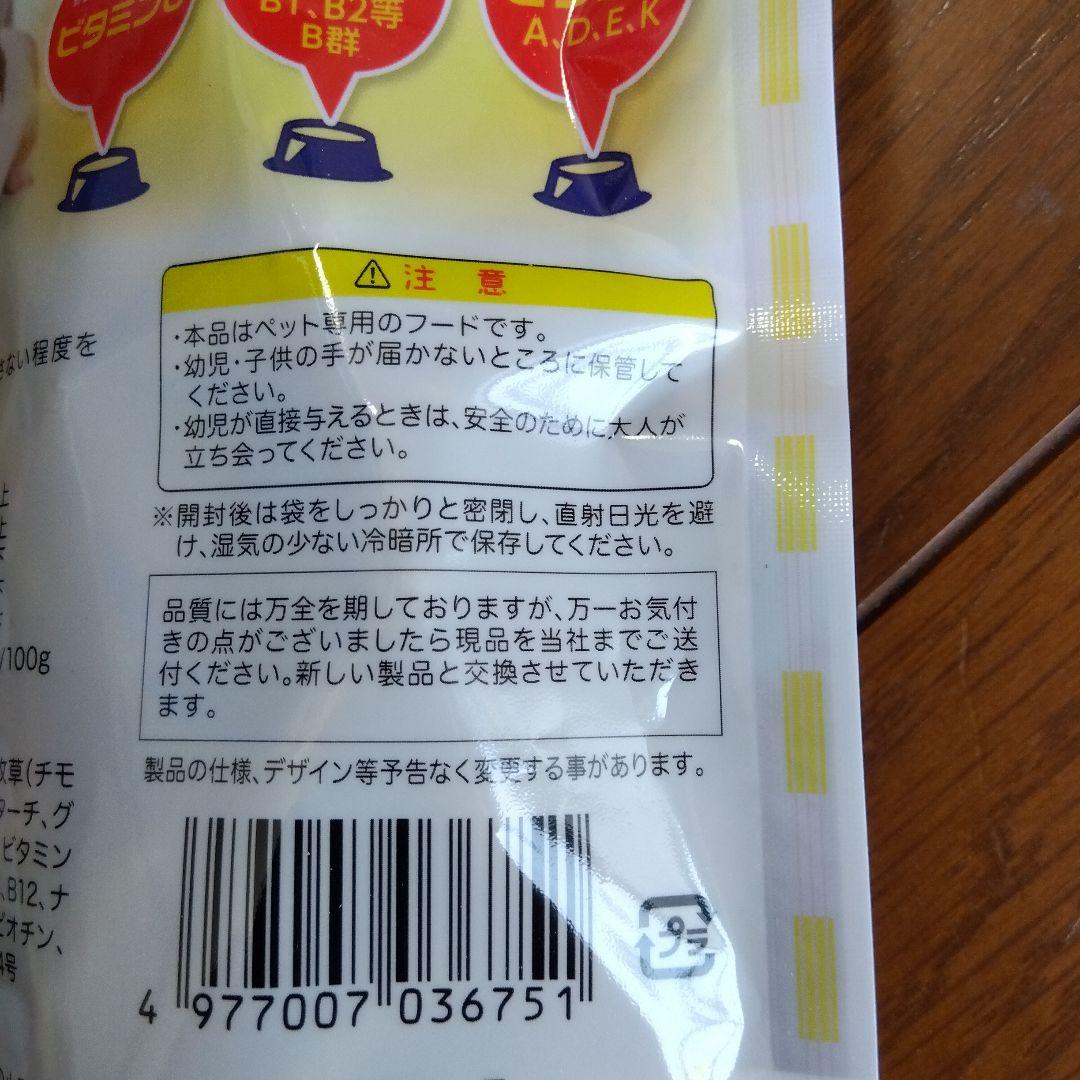 ビタミンC
B1、B2等
B群
A、D、E、K
⚠注 意
・本品はペット専用のフードです。
・幼児・子供の手が届かないところに保管して
ください。
・幼児が直接与えるときは、安全のために大人が
立ち会ってください。
※開封後は袋をしっかりと密閉し、直射日光を避
け、湿気の少ない冷暗所で保存してください。
品質には万全を期しておりますが、万一お気付
きの点がございましたら現品を当社までご送
付ください。新しい製品と交換させていただき
ます。
製品の仕様、デザイン等予告なく変更する事があります。
4 977007 036751
プラ
ない程度を
/100g
草(チモ
ターチ、グ
ビタミン
、B12、ナ
ビオチン、
4号